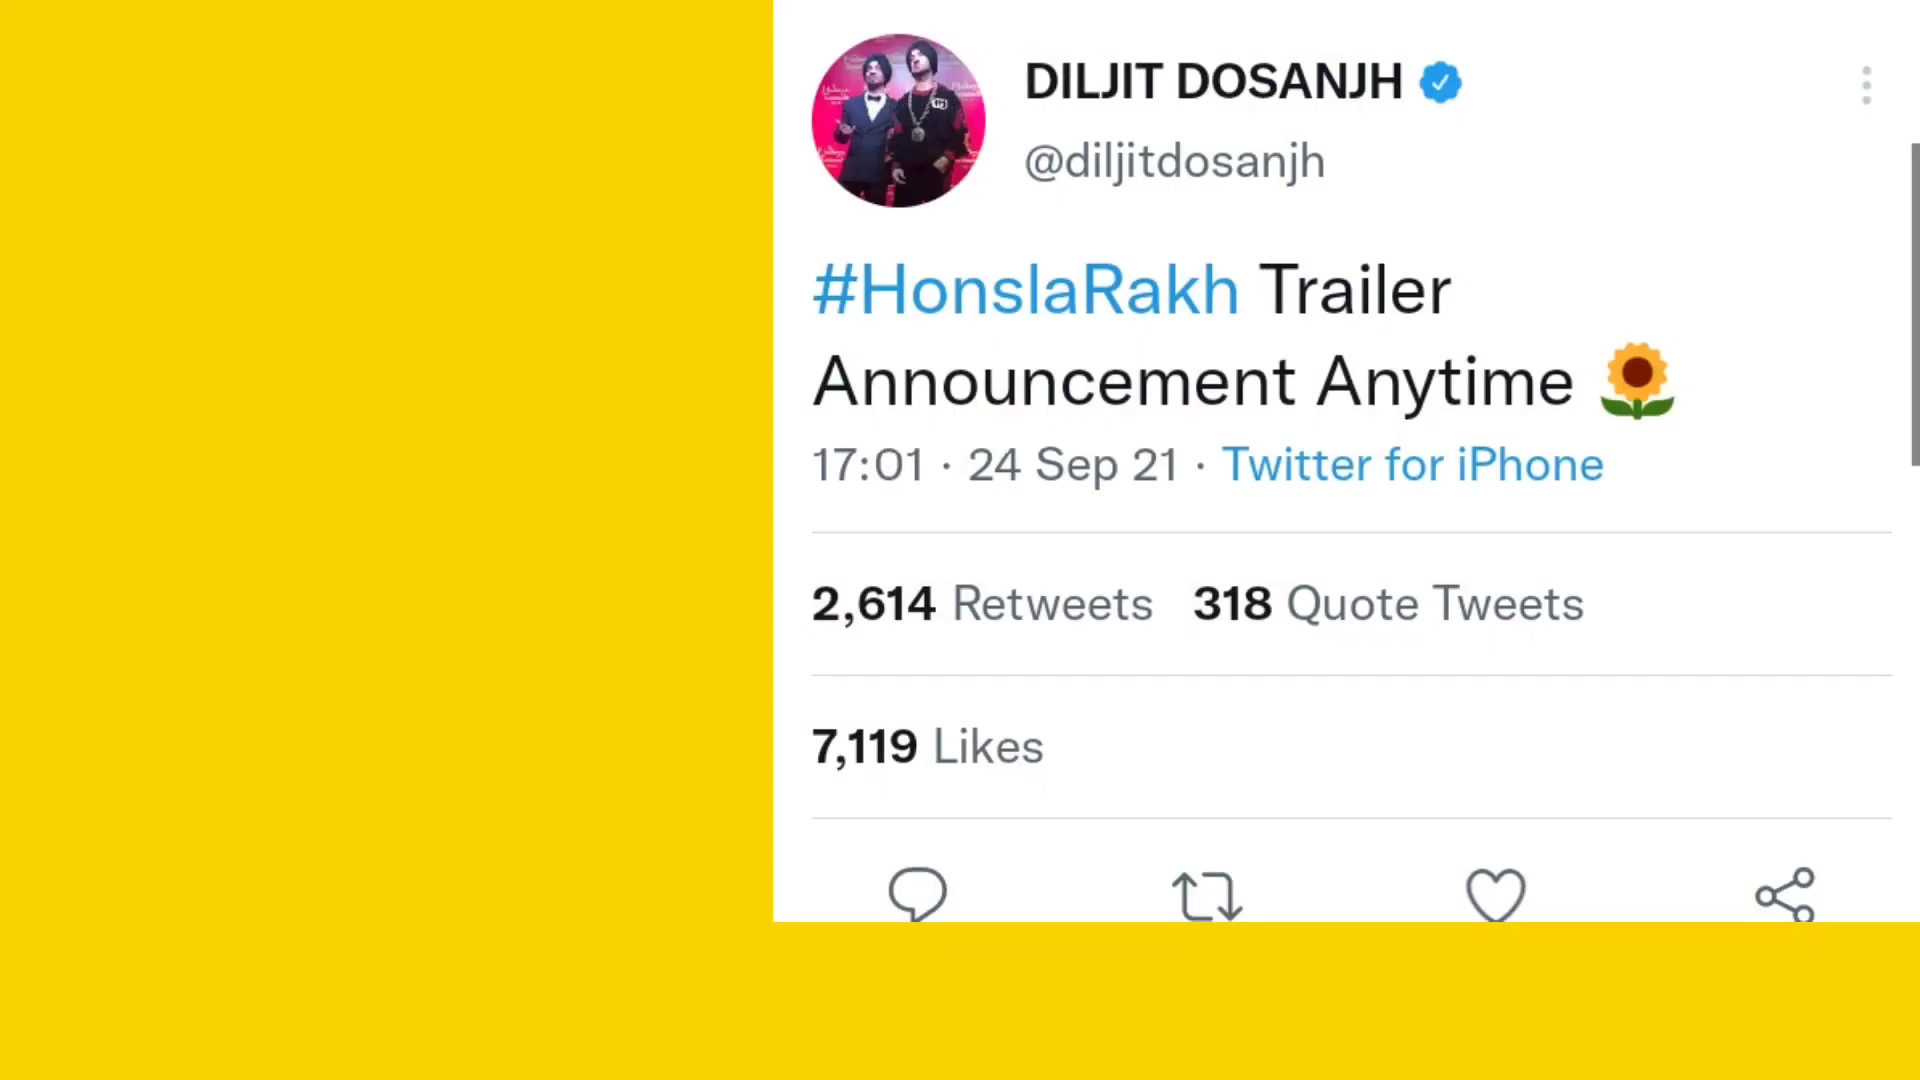 DILJIT DOSANJH
@diljitdosanjh
#HonslaRakh Trailer
Announcement Anytime 🌻
17:01 · 24 Sep 21 · Twitter for iPhone
2,614 Retweets 318 Quote Tweets
7,119 Likes